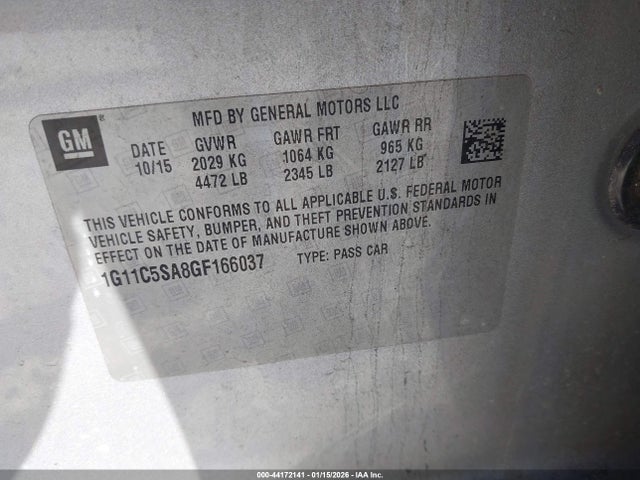 MFD BY GENERAL MOTORS LLC
GM
DATE GVWR GAWR FRT GAWR RR
10/15 2029 KG 1064 KG 965 KG
4472 LB 2345 LB 2127 LB
THIS VEHICLE CONFORMS TO ALL APPLICABLE U.S. FEDERAL MOTOR
VEHICLE SAFETY, BUMPER, AND THEFT PREVENTION STANDARDS IN
EFFECT ON THE DATE OF MANUFACTURE SHOWN ABOVE.
1G11C5SA8GF166037 TYPE: PASS CAR
000-44172141 - 01/15/2026 - IAA Inc.